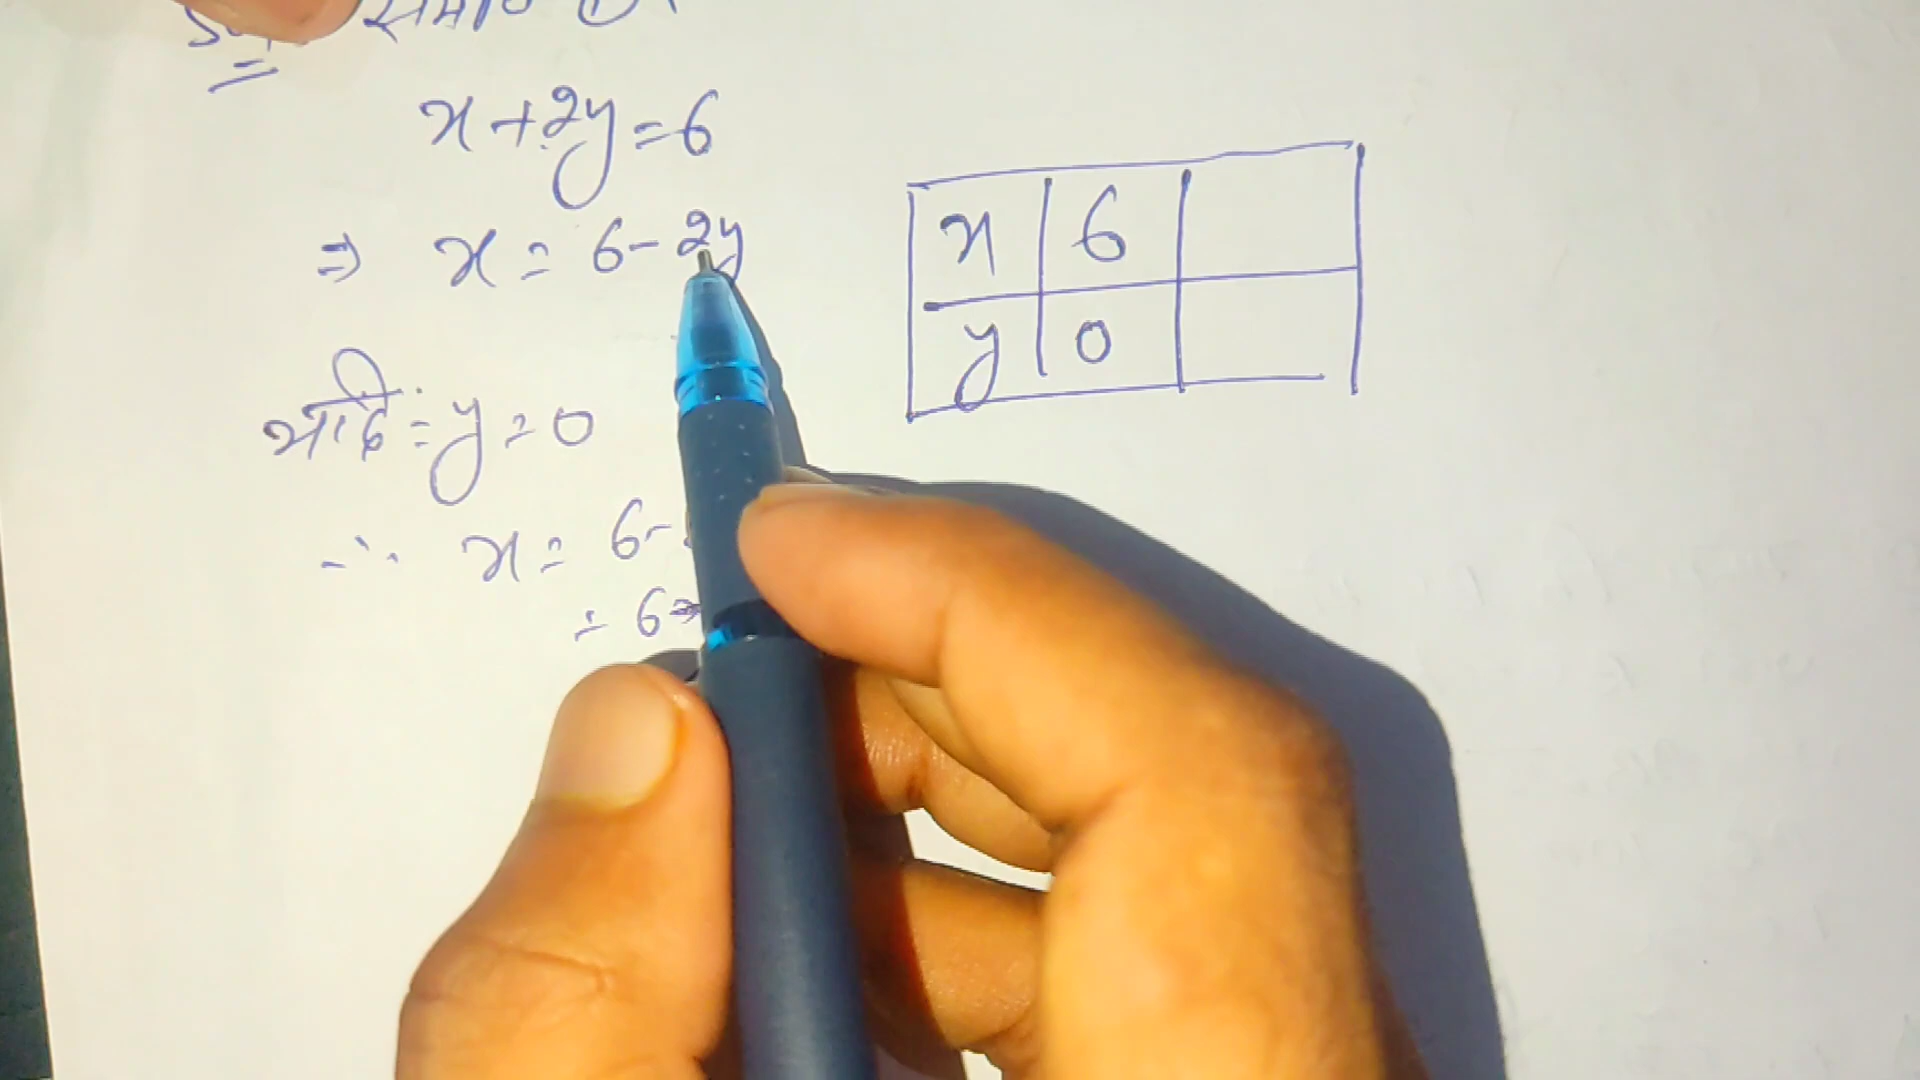 x+2y=6
⇒ x = 6-2y
यदि y=0
∴ x = 6-
= 6
x 6
y 0